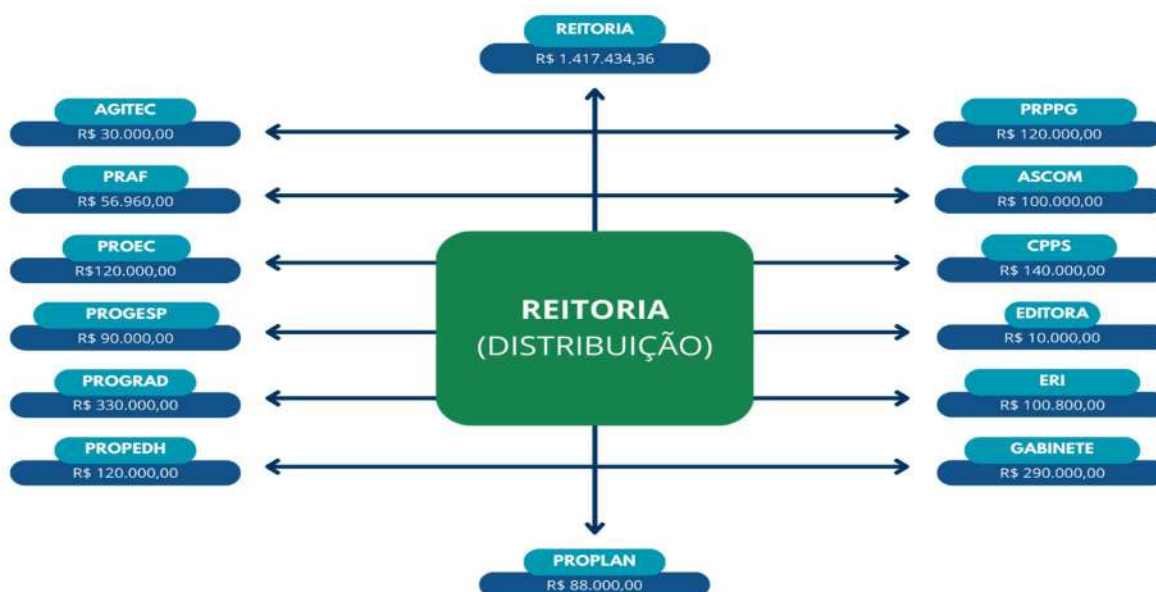 REITORIA
R$ 1.417.434,36
AGITEC
R$ 30.000,00
PRPPG
R$ 120.000,00
PRAF
R$ 56.960,00
ASCOM
R$ 100.000,00
PROEC
R$120.000,00
CPPS
R$ 140.000,00
REITORIA
(DISTRIBUIÇÃO)
PROGESP
R$ 90.000,00
EDITORA
R$ 10.000,00
PROGRAD
R$ 330.000,00
ERI
R$ 100.800,00
PROPEDH
R$ 120.000,00
GABINETE
R$ 290.000,00
PROPLAN
R$ 88.000,00